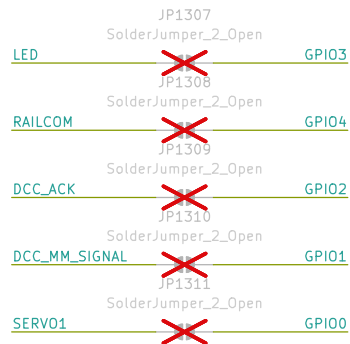 JP1307
SolderJumper_2_Open
LED GPIO3
JP1308
SolderJumper_2_Open
RAILCOM GPIO4
JP1309
SolderJumper_2_Open
DCC_ACK GPIO2
JP1310
SolderJumper_2_Open
DCC_MM_SIGNAL GPIO1
JP1311
SolderJumper_2_Open
SERVO1 GPIO0